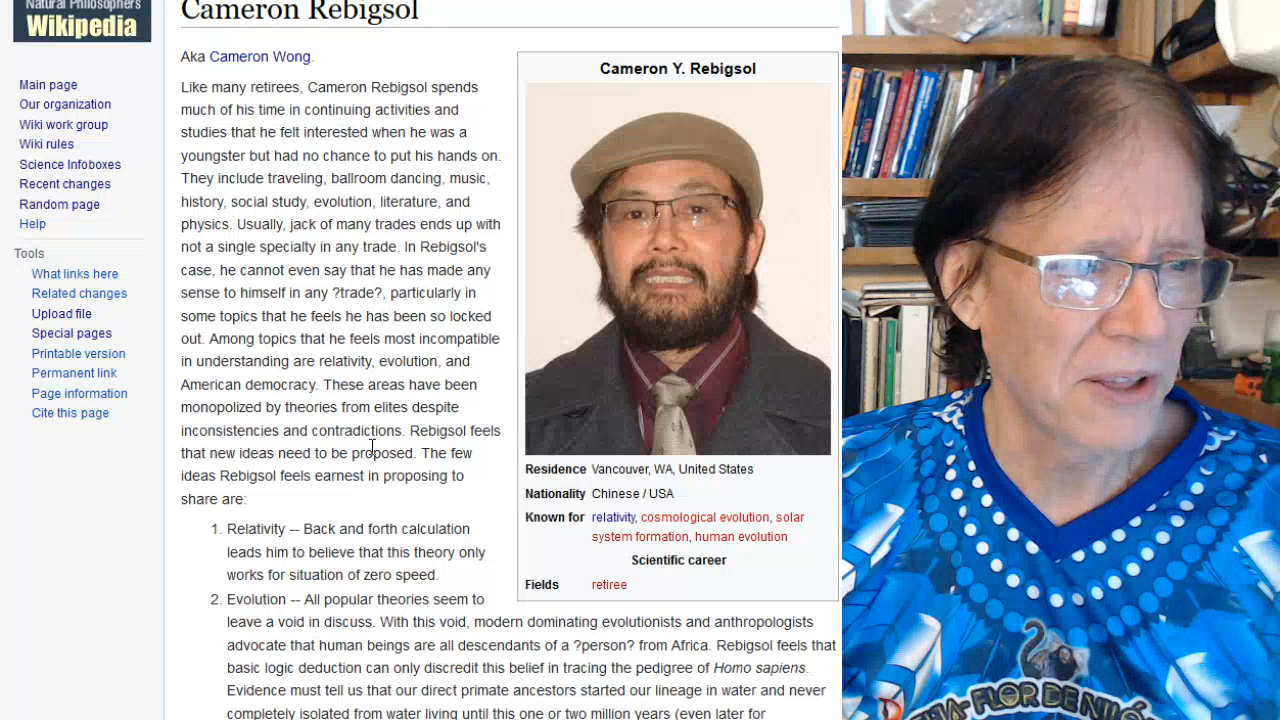 Natural Philosophers
Wikipedia
Main page
Our organization
Wiki work group
Wiki rules
Science Infoboxes
Recent changes
Random page
Help
Tools
What links here
Related changes
Upload file
Special pages
Printable version
Permanent link
Page information
Cite this page
Cameron Rebigsol
Aka Cameron Wong.
Like many retirees, Cameron Rebigsol spends
much of his time in continuing activities and
studies that he felt interested when he was a
youngster but had no chance to put his hands on.
They include traveling, ballroom dancing, music,
history, social study, evolution, literature, and
physics. Usually, jack of many trades ends up with
not a single specialty in any trade. In Rebigsol's
case, he cannot even say that he has made any
sense to himself in any ?trade?, particularly in
some topics that he feels he has been so locked
out. Among topics that he feels most incompatible
in understanding are relativity, evolution, and
American democracy. These areas have been
monopolized by theories from elites despite
inconsistencies and contradictions. Rebigsol feels
that new ideas need to be proposed. The few
ideas Rebigsol feels earnest in proposing to
share are:
1. Relativity -- Back and forth calculation
leads him to believe that this theory only
works for situation of zero speed.
2. Evolution -- All popular theories seem to
leave a void in discuss. With this void, modern dominating evolutionists and anthropologists
advocate that human beings are all descendants of a ?person? from Africa. Rebigsol feels that
basic logic deduction can only discredit this belief in tracing the pedigree of Homo sapiens.
Evidence must tell us that our direct primate ancestors started our lineage in water and never
completely isolated from water living until this one or two million years (even later for
Cameron Y. Rebigsol
Residence Vancouver, WA, United States
Nationality Chinese / USA
Known for relativity, cosmological evolution, solar
system formation, human evolution
Scientific career
Fields retiree
FLOR DE